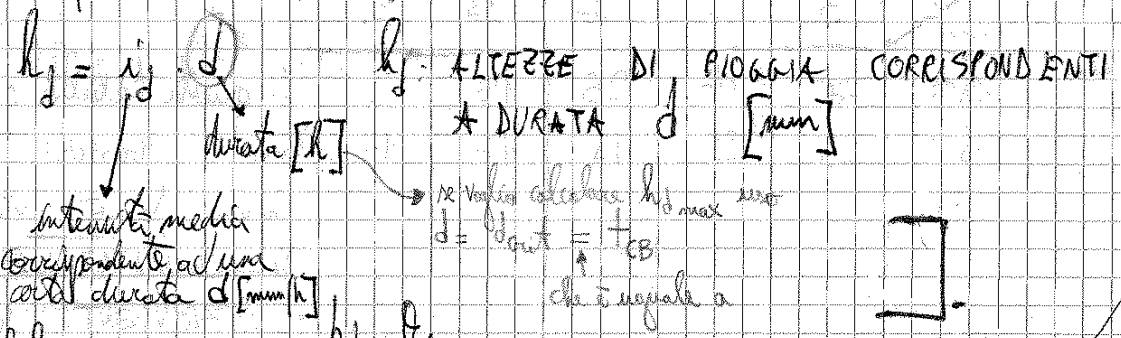 h_d = i_d · d
h_d: ALTEZZE DI PIOGGIA CORRISPONDENTI
A DURATA d [mm]
durata [h]
se voglio calcolare h_d max uso
d = d_crit = t_CB
che è uguale a
intensità media
corrispondente ad una
certa durata d [mm/h]